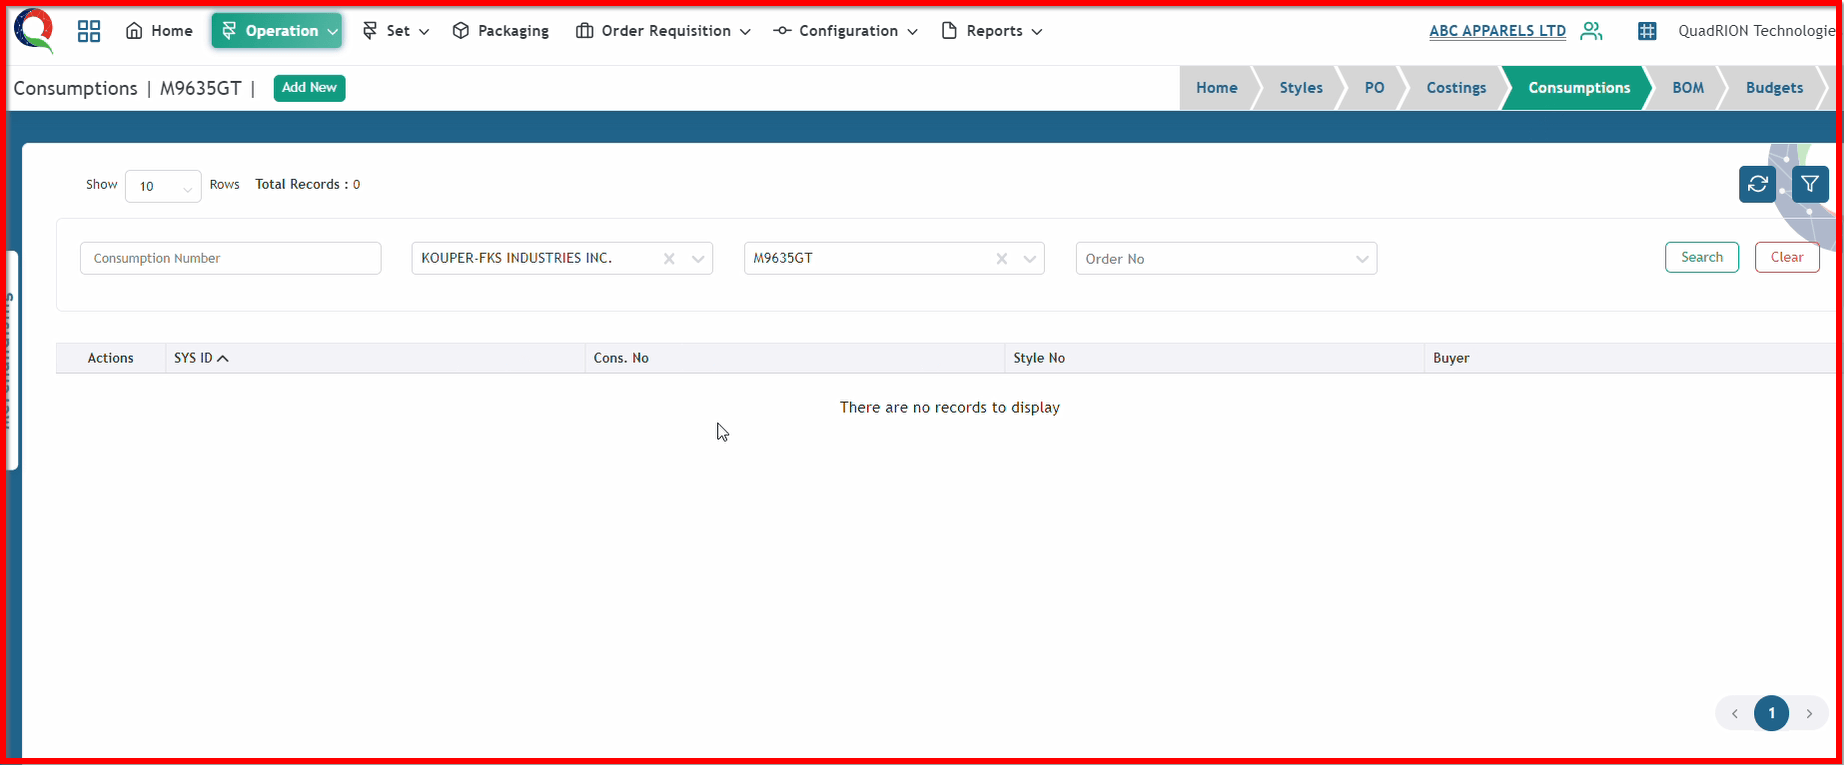 Home Operation Set Packaging Order Requisition Configuration Reports ABC APPARELS LTD QuadRION Technologie
Consumptions | M9635GT | Add New Home Styles PO Costings Consumptions BOM Budgets
Show 10 Rows Total Records : 0
Consumption Number KOUPER-FKS INDUSTRIES INC. M9635GT Order No Search Clear
Actions SYS ID Cons. No Style No Buyer
There are no records to display
1